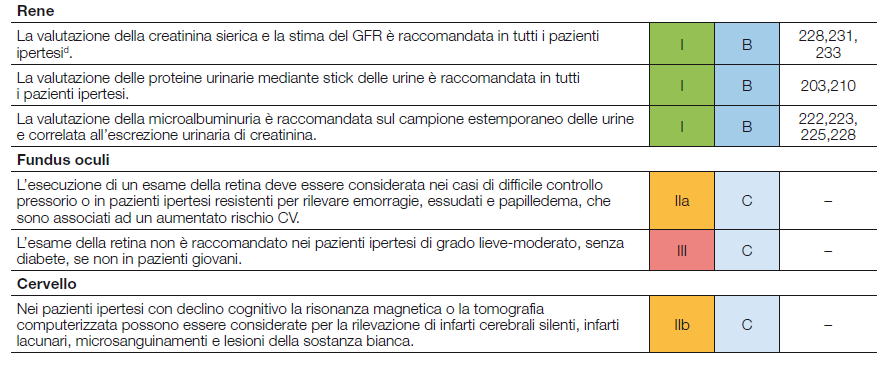 Rene
La valutazione della creatinina sierica e la stima del GFR è raccomandata in tutti i pazienti
ipertesid.
I
B
228,231,
233
La valutazione delle proteine urinarie mediante stick delle urine è raccomandata in tutti
i pazienti ipertesi.
I
B
203,210
La valutazione della microalbuminuria è raccomandata sul campione estemporaneo delle urine
e correlata all'escrezione urinaria di creatinina.
I
B
222,223,
225,228
Fundus oculi
L'esecuzione di un esame della retina deve essere considerata nei casi di difficile controllo
pressorio o in pazienti ipertesi resistenti per rilevare emorragie, essudati e papilledema, che
sono associati ad un aumentato rischio CV.
IIa
C
–
L'esame della retina non è raccomandato nei pazienti ipertesi di grado lieve-moderato, senza
diabete, se non in pazienti giovani.
III
C
–
Cervello
Nei pazienti ipertesi con declino cognitivo la risonanza magnetica o la tomografia
computerizzata possono essere considerate per la rilevazione di infarti cerebrali silenti, infarti
lacunari, microsanguinamenti e lesioni della sostanza bianca.
IIb
C
–